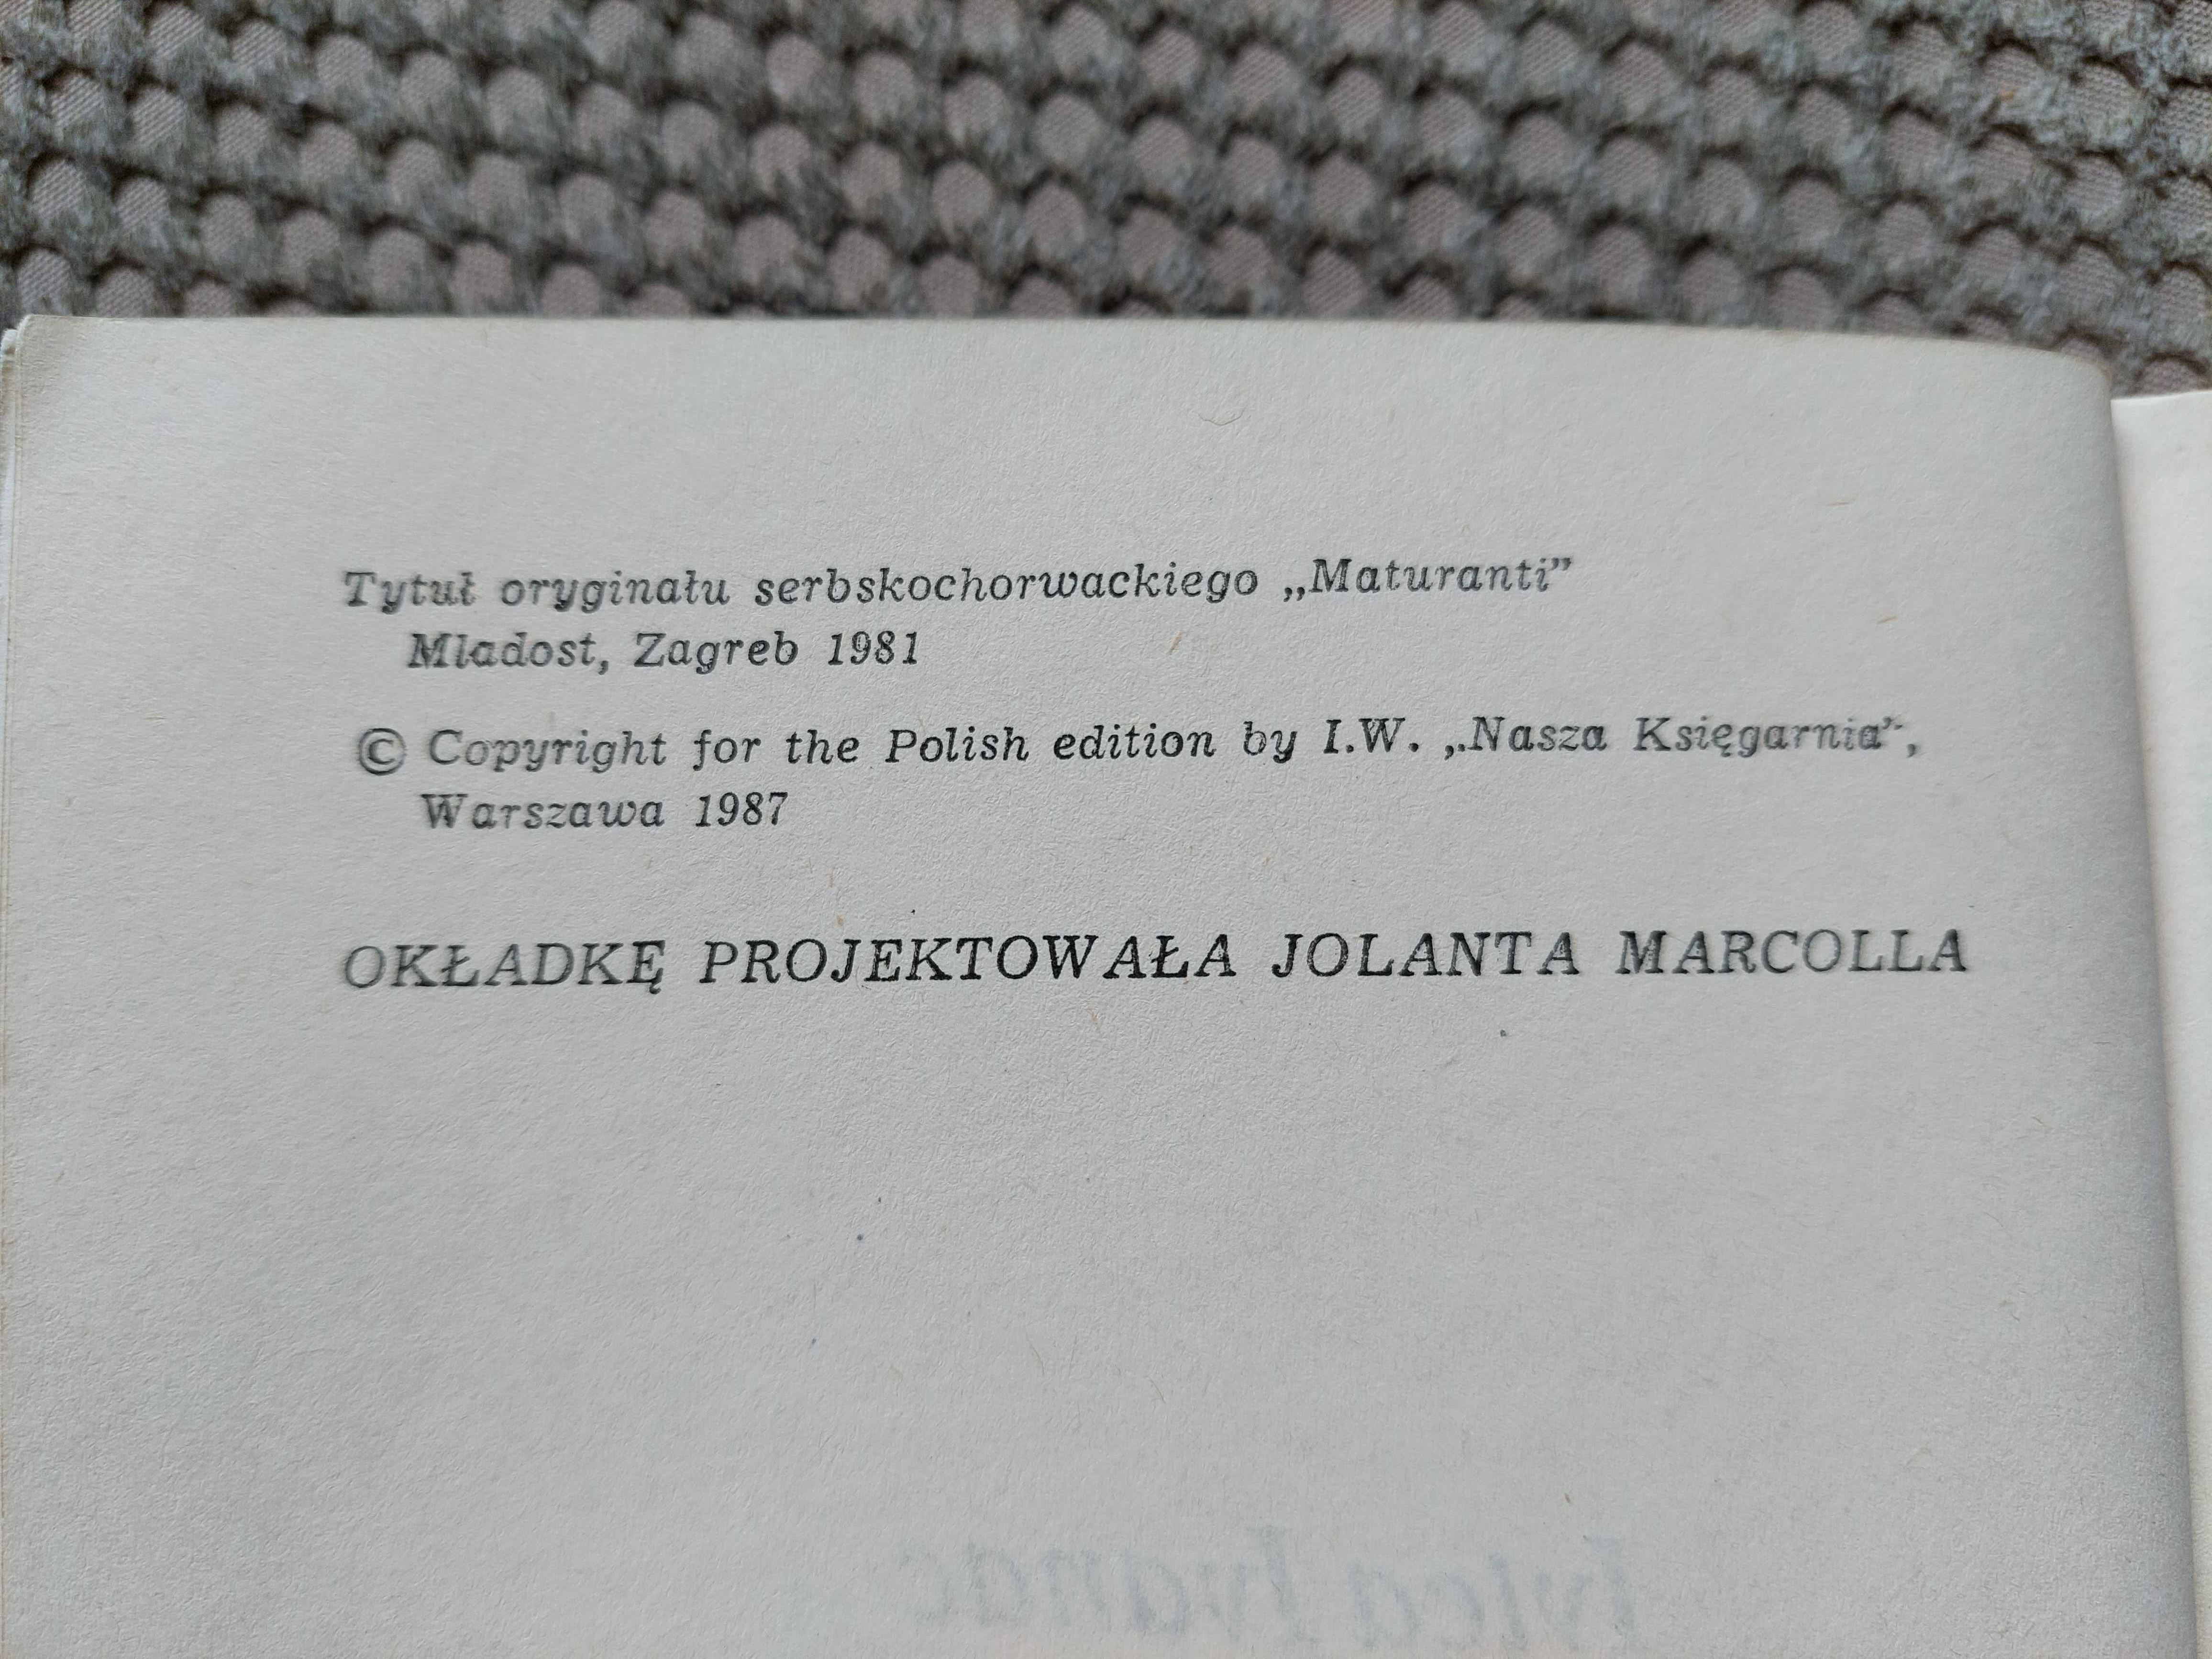 Tytuł oryginału serbskochorwackiego „Maturanti”
Mladost, Zagreb 1981
© Copyright for the Polish edition by I.W. „Nasza Księgarnia”,
Warszawa 1987
OKŁADKĘ PROJEKTOWAŁA JOLANTA MARCOLLA